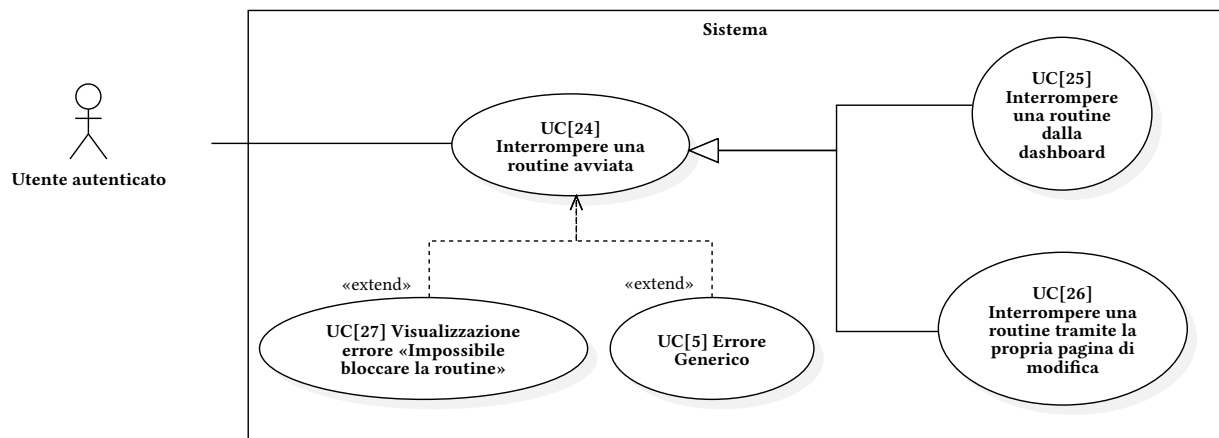 Sistema
UC[25]
Interrompere
una routine
dalla
dashboard
UC[24]
Interrompere una
routine avviata
Utente autenticato
«extend»
«extend»
UC[27] Visualizzazione
errore «Impossibile
bloccare la routine»
UC[5] Errore
Generico
UC[26]
Interrompere una
routine tramite la
propria pagina di
modifica